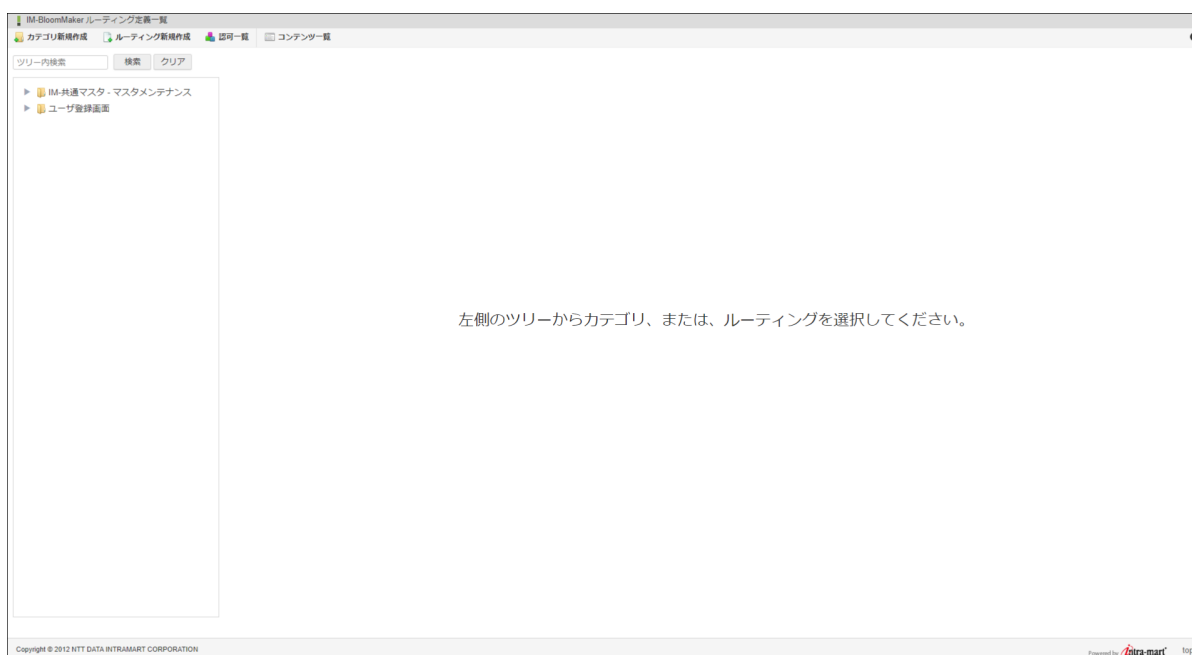 IM-BloomMaker ルーティング定義一覧
カテゴリ新規作成 ルーティング新規作成 認可一覧 コンテンツ一覧
ツリー内検索 検索 クリア
IM-共通マスタ - マスタメンテナンス
ユーザ登録画面
左側のツリーからカテゴリ、または、ルーティングを選択してください。
Copyright © 2012 NTT DATA INTRAMART CORPORATION
Powered by intra-mart top